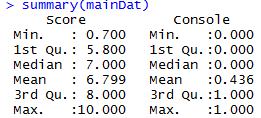 > summary(mainDat)
Score Console
Min. : 0.700 Min. :0.000
1st Qu.: 5.800 1st Qu.:0.000
Median : 7.000 Median :0.000
Mean : 6.799 Mean :0.436
3rd Qu.: 8.000 3rd Qu.:1.000
Max. :10.000 Max. :1.000